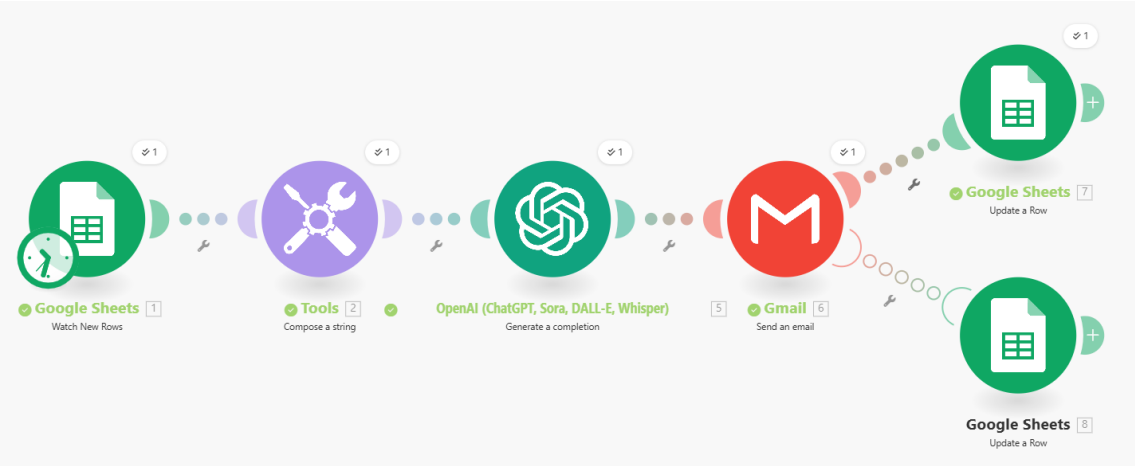 1
Google Sheets 7
Update a Row
1
Google Sheets 1
Watch New Rows
1
Tools 2
Compose a string
1
OpenAI (ChatGPT, Sora, DALL-E, Whisper) 5
Generate a completion
1
Gmail 6
Send an email
Google Sheets 8
Update a Row